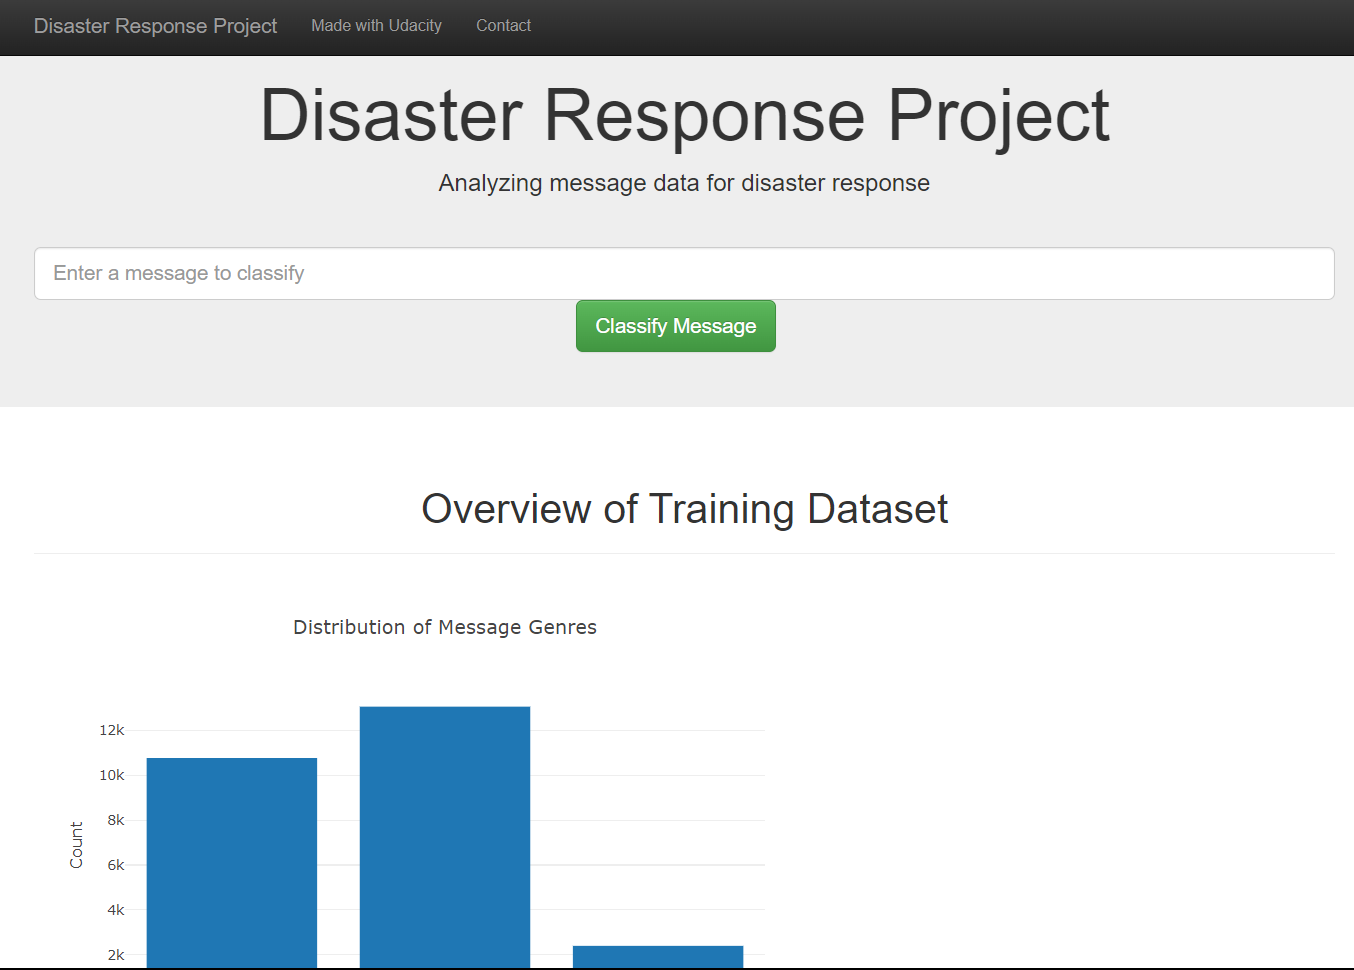 Disaster Response Project Made with Udacity Contact
Disaster Response Project
Analyzing message data for disaster response
Enter a message to classify
Classify Message
Overview of Training Dataset
Distribution of Message Genres
12k
10k
8k
Count
6k
4k
2k